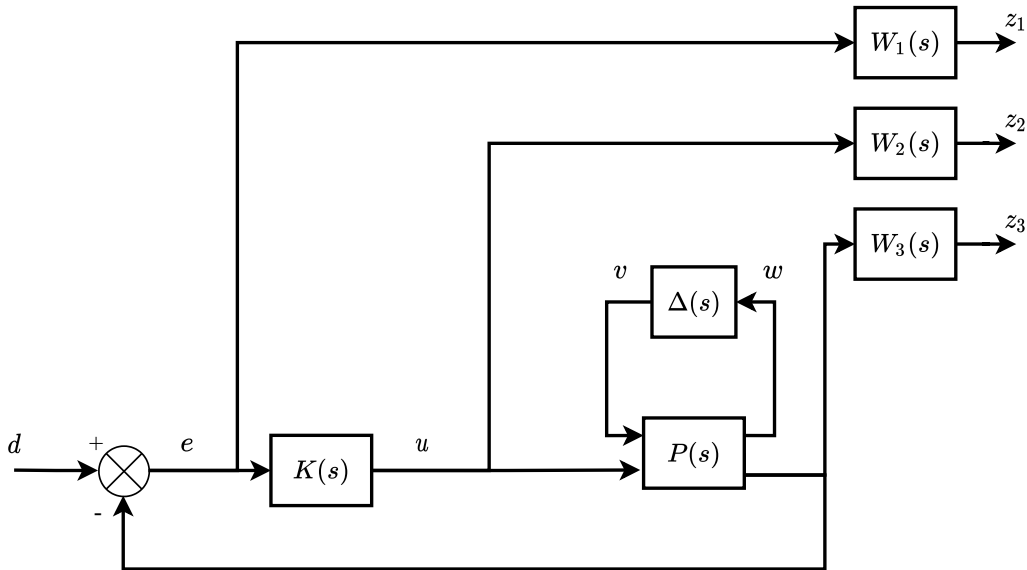 z₁
W₁(s)
z₂
W₂(s)
z₃
W₃(s)
v
w
Δ(s)
d
+
e
u
K(s)
P(s)
-